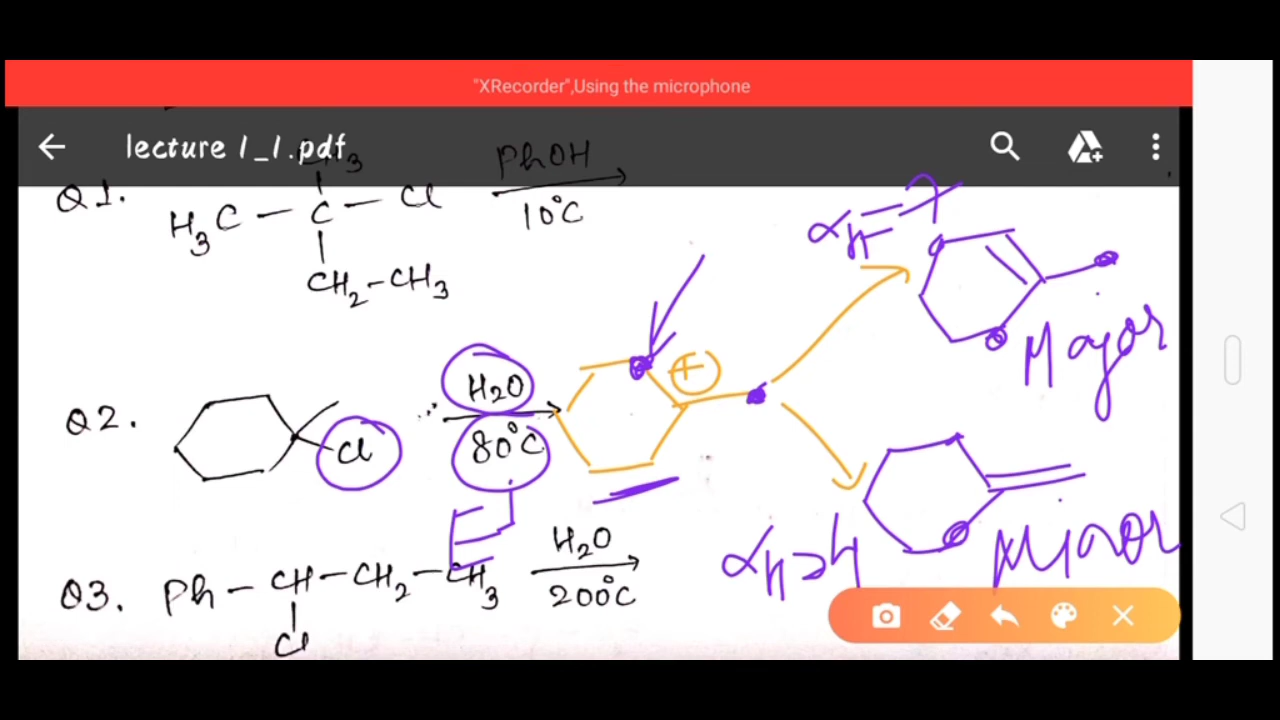 "XRecorder",Using the microphone
lecture 1_1.pdf
Q1.
CH3
H3C - C - Cl
CH2-CH3
PhOH
10°C
αH = 7
Major
Q2.
Cl
H2O
80°C
+
E
αH = 4
Minor
Q3. Ph - CH - CH2 - CH3
Cl
H2O
200°C